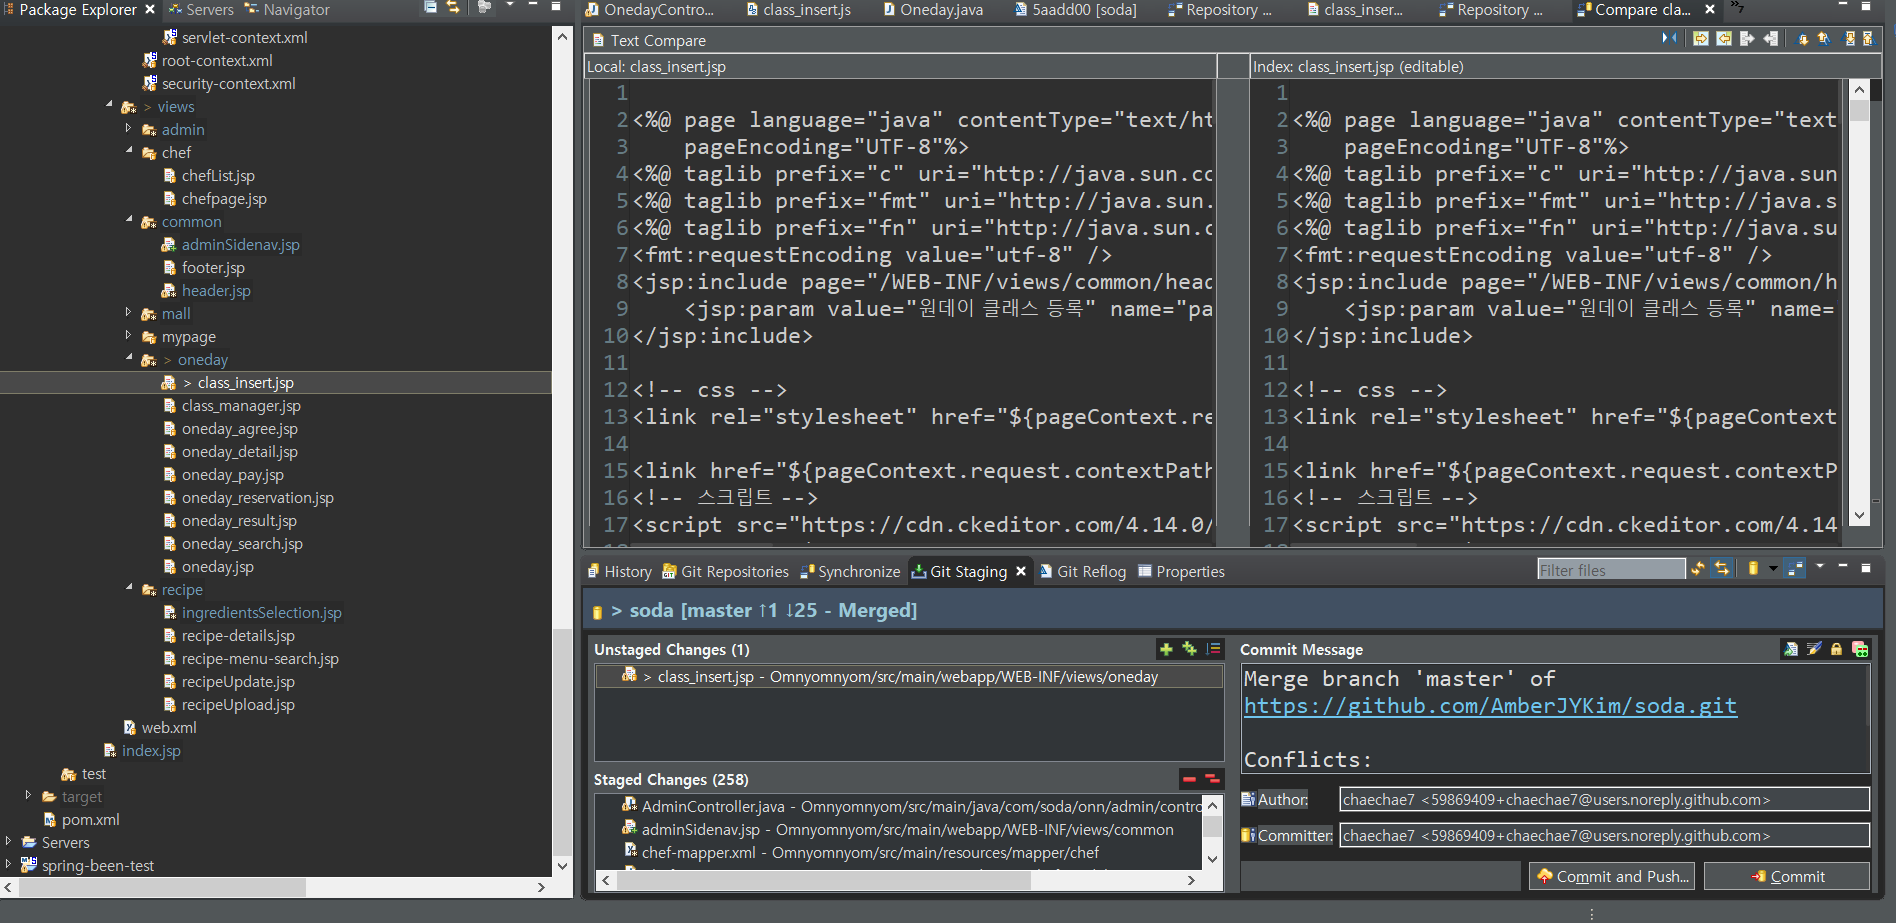 Package Explorer
Servers
Navigator
servlet-context.xml
root-context.xml
security-context.xml
> views
admin
chef
chefList.jsp
chefpage.jsp
common
adminSidenav.jsp
footer.jsp
header.jsp
mall
mypage
> oneday
> class_insert.jsp
class_manager.jsp
oneday_agree.jsp
oneday_detail.jsp
oneday_pay.jsp
oneday_reservation.jsp
oneday_result.jsp
oneday_search.jsp
oneday.jsp
recipe
ingredientsSelection.jsp
recipe-details.jsp
recipe-menu-search.jsp
recipeUpdate.jsp
recipeUpload.jsp
web.xml
index.jsp
test
target
pom.xml
Servers
spring-been-test
OnedayContro...
class_insert.js
Oneday.java
5aadd00 [soda]
Repository ...
class_inser...
Repository ...
Compare cla...
»7
Text Compare
Local: class_insert.jsp
1
2 <%@ page language="java" contentType="text/ht
3 pageEncoding="UTF-8"%>
4 <%@ taglib prefix="c" uri="http://java.sun.co
5 <%@ taglib prefix="fmt" uri="http://java.sun.
6 <%@ taglib prefix="fn" uri="http://java.sun.c
7 <fmt:requestEncoding value="utf-8" />
8 <jsp:include page="/WEB-INF/views/common/head
9 <jsp:param value="원데이 클래스 등록" name="pa
10 </jsp:include>
11
12 <!-- css -->
13 <link rel="stylesheet" href="${pageContext.re
14
15 <link href="${pageContext.request.contextPath
16 <!-- 스크립트 -->
17 <script src="https://cdn.ckeditor.com/4.14.0/
Index: class_insert.jsp (editable)
1
2 <%@ page language="java" contentType="text
3 pageEncoding="UTF-8"%>
4 <%@ taglib prefix="c" uri="http://java.sun
5 <%@ taglib prefix="fmt" uri="http://java.s
6 <%@ taglib prefix="fn" uri="http://java.su
7 <fmt:requestEncoding value="utf-8" />
8 <jsp:include page="/WEB-INF/views/common/h
9 <jsp:param value="원데이 클래스 등록" name=
10 </jsp:include>
11
12 <!-- css -->
13 <link rel="stylesheet" href="${pageContext
14
15 <link href="${pageContext.request.contextP
16 <!-- 스크립트 -->
17 <script src="https://cdn.ckeditor.com/4.14
History
Git Repositories
Synchronize
Git Staging
Git Reflog
Properties
Filter files
> soda [master ↑1 ↓25 - Merged]
Unstaged Changes (1)
> class_insert.jsp - Omnyomnyom/src/main/webapp/WEB-INF/views/oneday
Staged Changes (258)
AdminController.java - Omnyomnyom/src/main/java/com/soda/onn/admin/contro
adminSidenav.jsp - Omnyomnyom/src/main/webapp/WEB-INF/views/common
chef-mapper.xml - Omnyomnyom/src/main/resources/mapper/chef
Commit Message
Merge branch 'master' of
https://github.com/AmberJYKim/soda.git
Conflicts:
Author: chaechae7 <59869409+chaechae7@users.noreply.github.com>
Committer: chaechae7 <59869409+chaechae7@users.noreply.github.com>
Commit and Push...
Commit